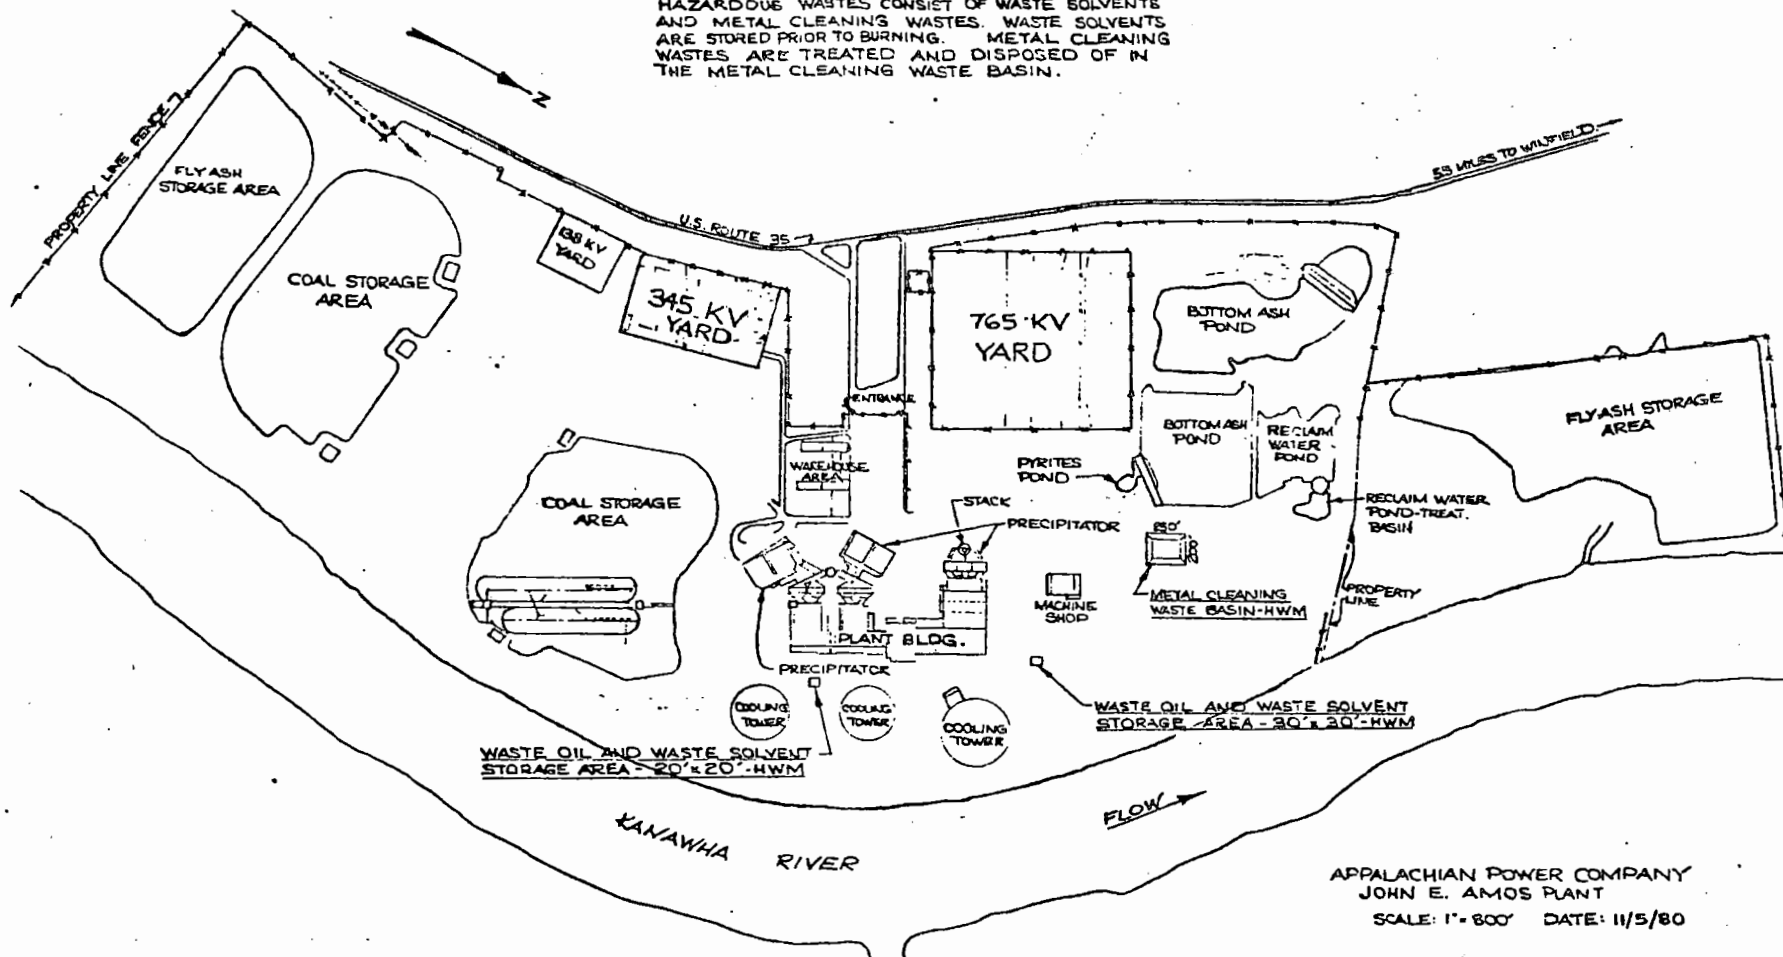 HAZARDOUS WASTES CONSIST OF WASTE SOLVENTS
AND METAL CLEANING WASTES. WASTE SOLVENTS
ARE STORED PRIOR TO BURNING. METAL CLEANING
WASTES ARE TREATED AND DISPOSED OF IN
THE METAL CLEANING WASTE BASIN.
N
PROPERTY LINE FENCE
FLY ASH
STORAGE AREA
COAL STORAGE
AREA
138 KV
YARD
345 KV
YARD
U.S. ROUTE 35
MILES TO WINFIELD
765 KV
YARD
BOTTOM ASH
POND
ENTRANCE
BOTTOM ASH
POND
RECLAIM
WATER
POND
FLY ASH STORAGE
AREA
WAREHOUSE
AREA
PYRITES
POND
RECLAIM WATER
POND-TREAT.
BASIN
COAL STORAGE
AREA
STACK
PRECIPITATOR
250'
200'
METAL CLEANING
WASTE BASIN-HWM
MACHINE
SHOP
PROPERTY
LINE
PLANT BLDG.
PRECIPITATOR
COOLING
TOWER
COOLING
TOWER
COOLING
TOWER
WASTE OIL AND WASTE SOLVENT
STORAGE AREA - 30' x 30'-HWM
WASTE OIL AND WASTE SOLVENT
STORAGE AREA - 20' x 20'-HWM
FLOW
KANAWHA RIVER
APPALACHIAN POWER COMPANY
JOHN E. AMOS PLANT
SCALE: 1"=800' DATE: 11/5/80